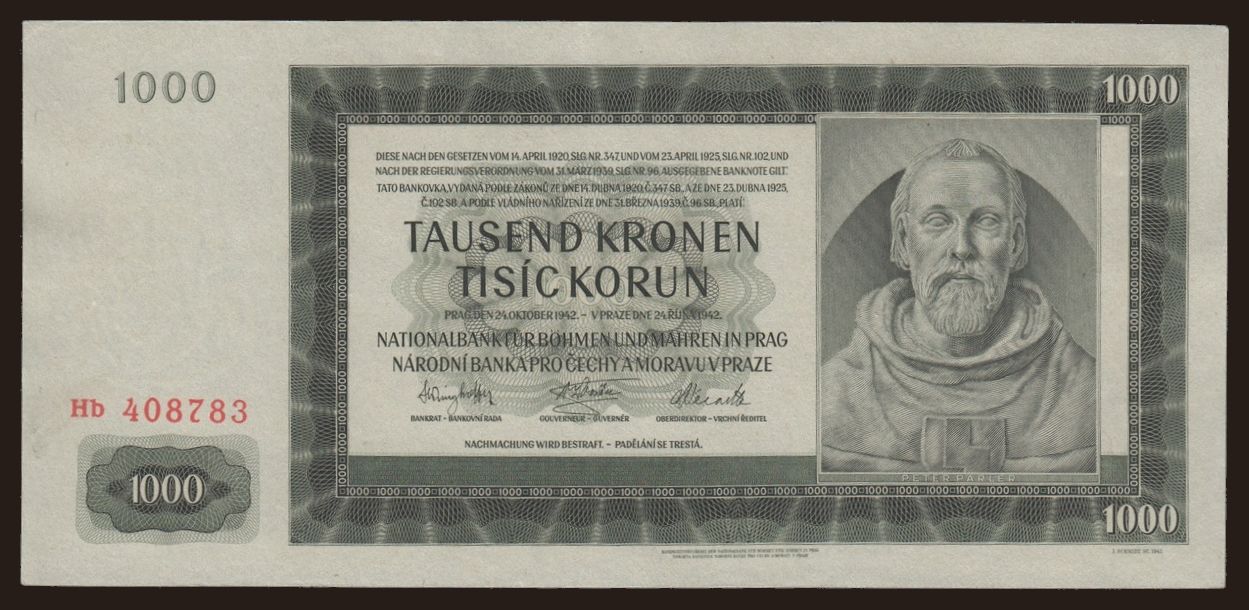 1000
1000
DIESE NACH DEN GESETZEN VOM 14. APRIL 1920, SLG. NR. 347, UND VOM 23. APRIL 1925, SLG. NR. 102, UND
NACH DER REGIERUNGSVERORDNUNG VOM 31. MÄRZ 1939, SLG. NR. 96, AUSGEGEBENE BANKNOTE GILT.
TATO BANKOVKA, VYDANÁ PODLE ZÁKONŮ ZE DNE 14. DUBNA 1920, Č. 347 SB., A ZE DNE 23. DUBNA 1925,
Č. 102 SB., A PODLE VLÁDNÍHO NAŘÍZENÍ ZE DNE 31. BŘEZNA 1939, Č. 96 SB., PLATÍ:
TAUSEND KRONEN
TISÍC KORUN
PRAG, DEN 24. OKTOBER 1942. – V PRAZE DNE 24. ŘÍJNA 1942.
NATIONALBANK FÜR BÖHMEN UND MÄHREN IN PRAG
NÁRODNÍ BANKA PRO ČECHY A MORAVU V PRAZE
BANKRAT – BANKOVNÍ RADA
GOUVERNEUR – GUVERNÉR
OBERDIREKTOR – VRCHNÍ ŘEDITEL
NACHMACHUNG WIRD BESTRAFT. – PADĚLÁNÍ SE TRESTÁ.
Hb 408783
1000
PETER PARLER
1000